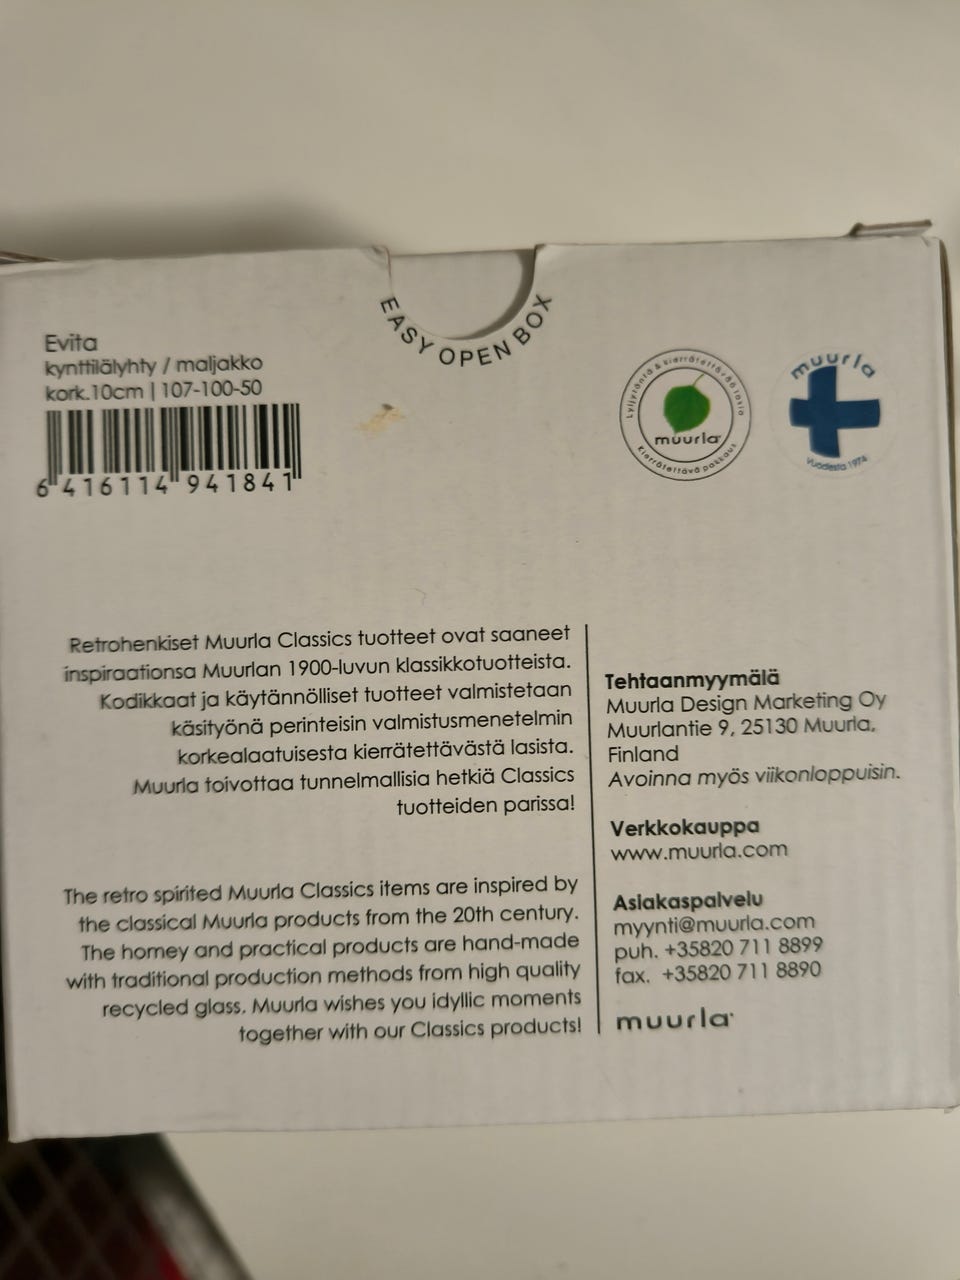 EASY OPEN BOX
Evita
kynttilälyhty / maljakko
kork.10cm | 107-100-50
6 416114 941841
Lyijytöntä & kierrätettävää lasia
muurla
Kierrätettävä pakkaus
muurla
Vuodesta 1974
Retrohenkiset Muurla Classics tuotteet ovat saaneet
inspiraationsa Muurlan 1900-luvun klassikkotuotteista.
Kodikkaat ja käytännölliset tuotteet valmistetaan
käsityönä perinteisin valmistusmenetelmin
korkealaatuisesta kierrätettävästä lasista.
Muurla toivottaa tunnelmallisia hetkiä Classics
tuotteiden parissa!
The retro spirited Muurla Classics items are inspired by
the classical Muurla products from the 20th century.
The homey and practical products are hand-made
with traditional production methods from high quality
recycled glass. Muurla wishes you idyllic moments
together with our Classics products!
Tehtaanmyymälä
Muurla Design Marketing Oy
Muurlantie 9, 25130 Muurla,
Finland
Avoinna myös viikonloppuisin.
Verkkokauppa
www.muurla.com
Asiakaspalvelu
myynti@muurla.com
puh. +35820 711 8899
fax. +35820 711 8890
muurla